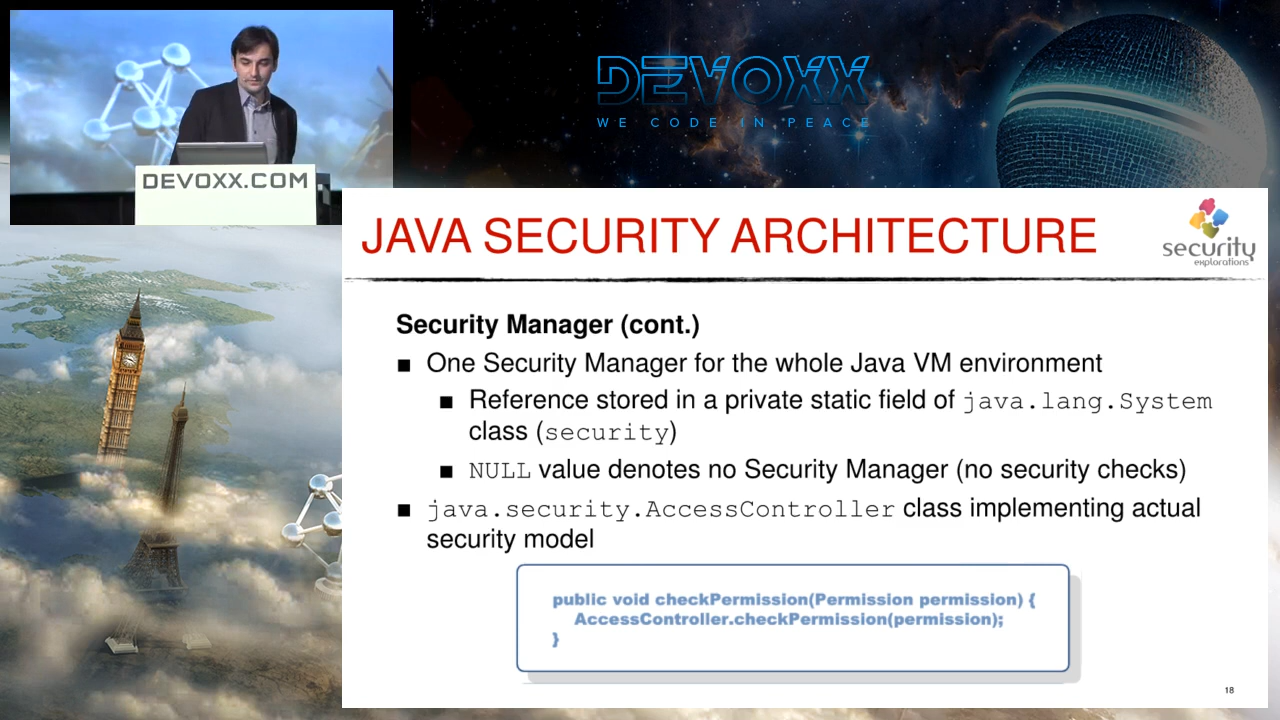 DEVOXX
WE CODE IN PEACE
DEVOXX.COM
JAVA SECURITY ARCHITECTURE
security
explorations
Security Manager (cont.)
■ One Security Manager for the whole Java VM environment
■ Reference stored in a private static field of java.lang.System
class (security)
■ NULL value denotes no Security Manager (no security checks)
■ java.security.AccessController class implementing actual
security model
public void checkPermission(Permission permission) {
AccessController.checkPermission(permission);
}
18